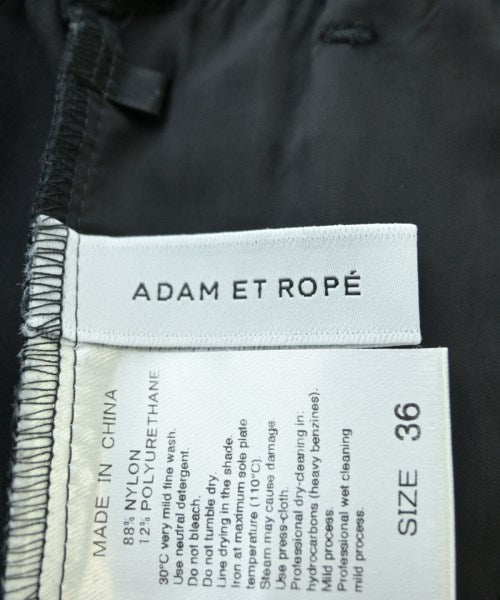 ADAM ET ROPÉ
MADE IN CHINA
88% NYLON
12% POLYURETHANE
30°C very mild fine wash.
Use neutral detergent.
Do not bleach.
Do not tumble dry.
Line drying in the shade.
Iron at maximum sole plate
temperature (110°C).
Steam may cause damage
Use press-cloth.
Professional dry-cleaning in:
hydrocarbons (heavy benzines).
Mild process.
Professional wet cleaning
mild process.
SIZE 36